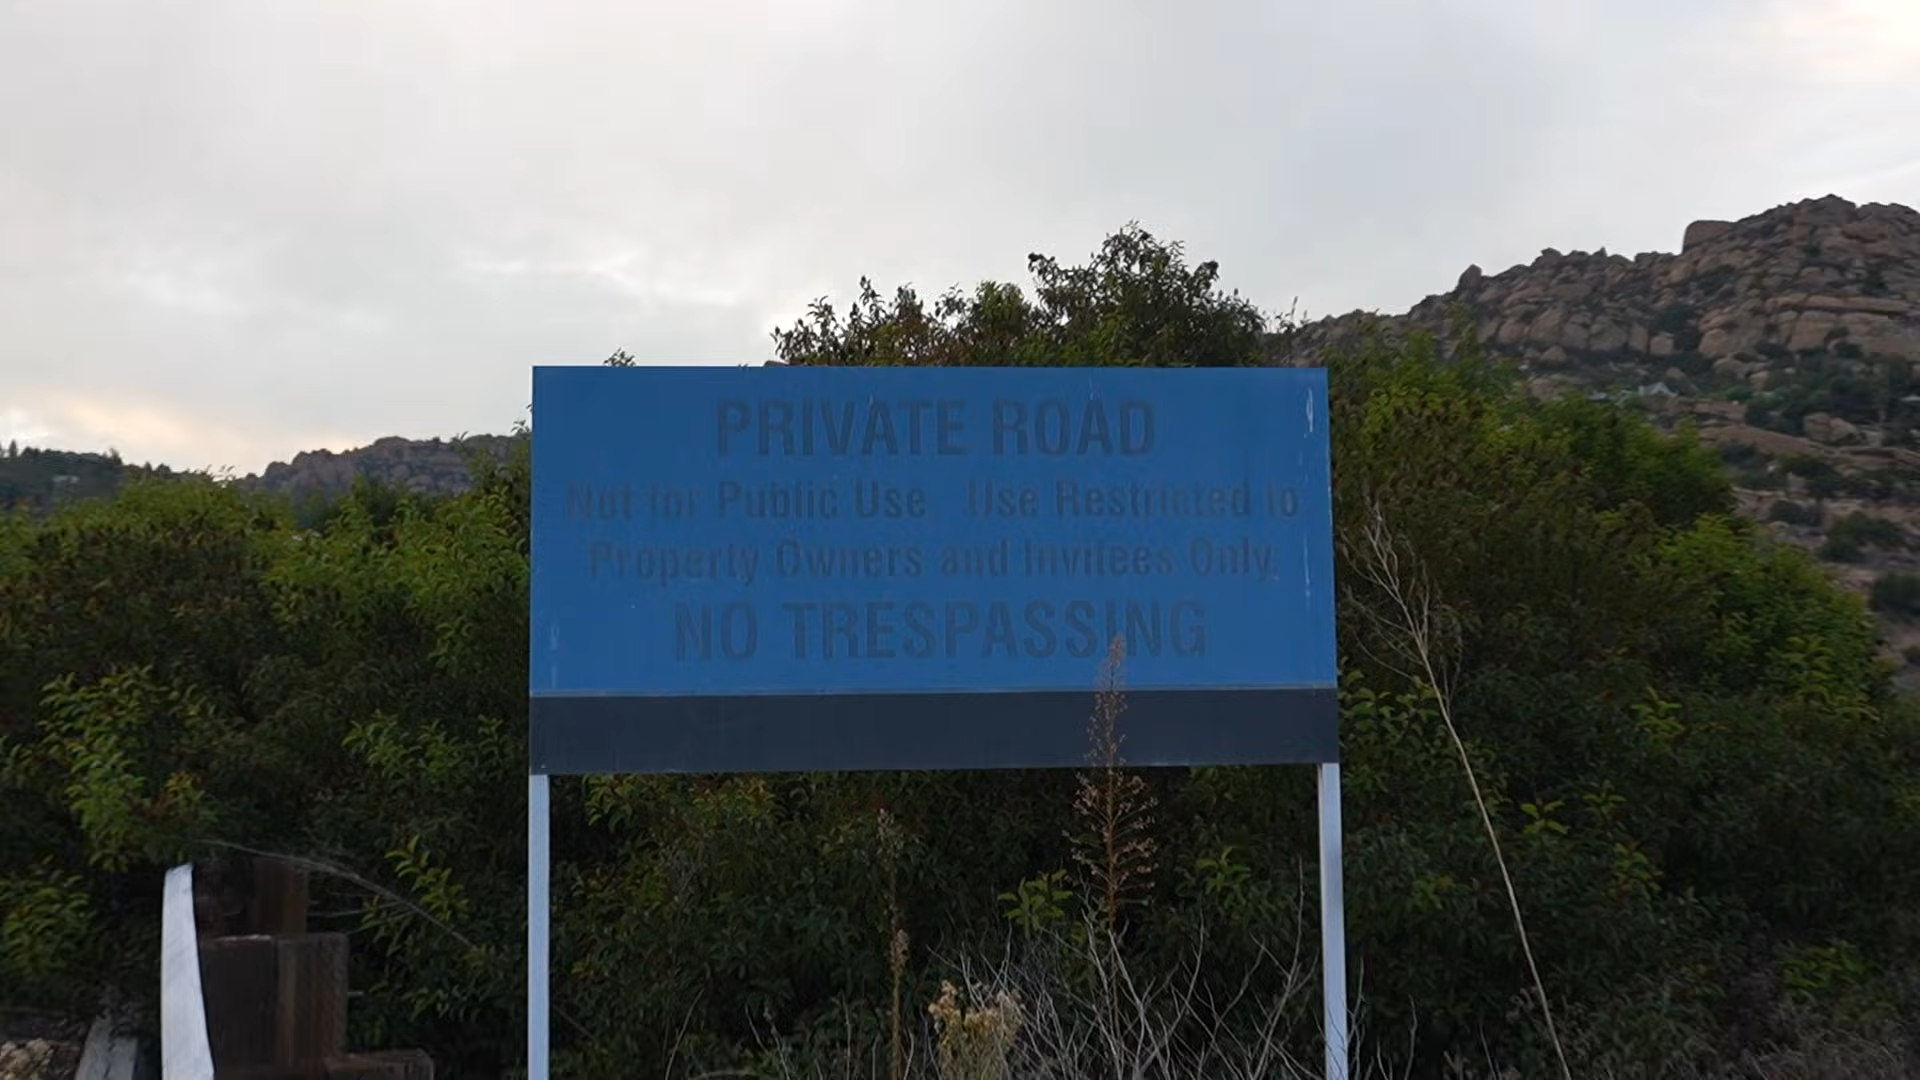 PRIVATE ROAD
Not for Public Use Use Restricted to
Property Owners and Invitees Only.
NO TRESPASSING